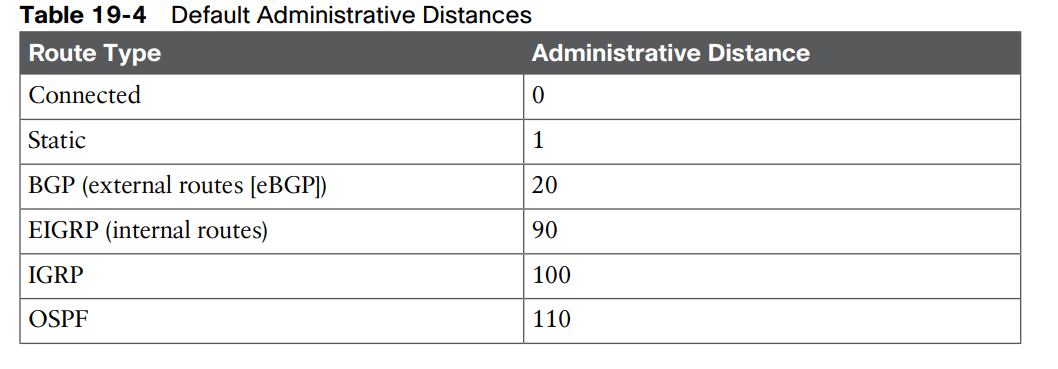 Table 19-4 Default Administrative Distances
Route Type Administrative Distance
Connected 0
Static 1
BGP (external routes [eBGP]) 20
EIGRP (internal routes) 90
IGRP 100
OSPF 110